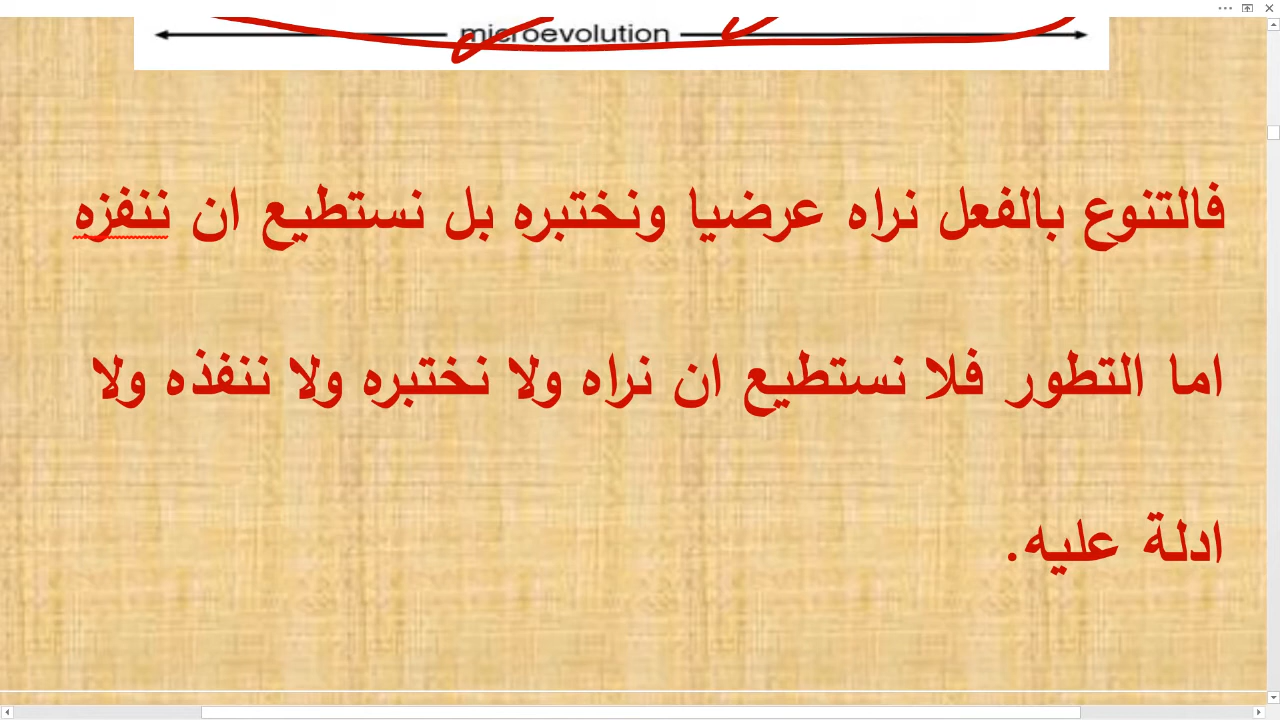 microevolution
فالتنوع بالفعل نراه عرضيا ونختبره بل نستطيع ان ننفزه
اما التطور فلا نستطيع ان نراه ولا نختبره ولا ننفذه ولا
ادلة عليه.